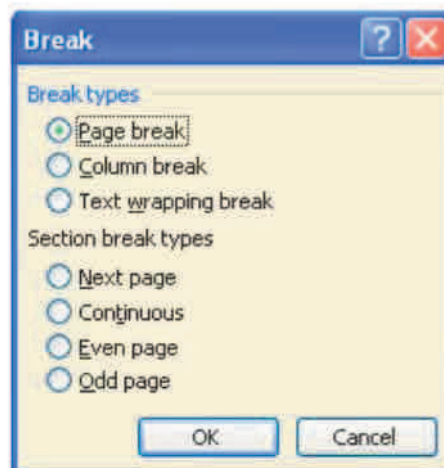 Break
Break types
Page break
Column break
Text wrapping break
Section break types
Next page
Continuous
Even page
Odd page
OK Cancel